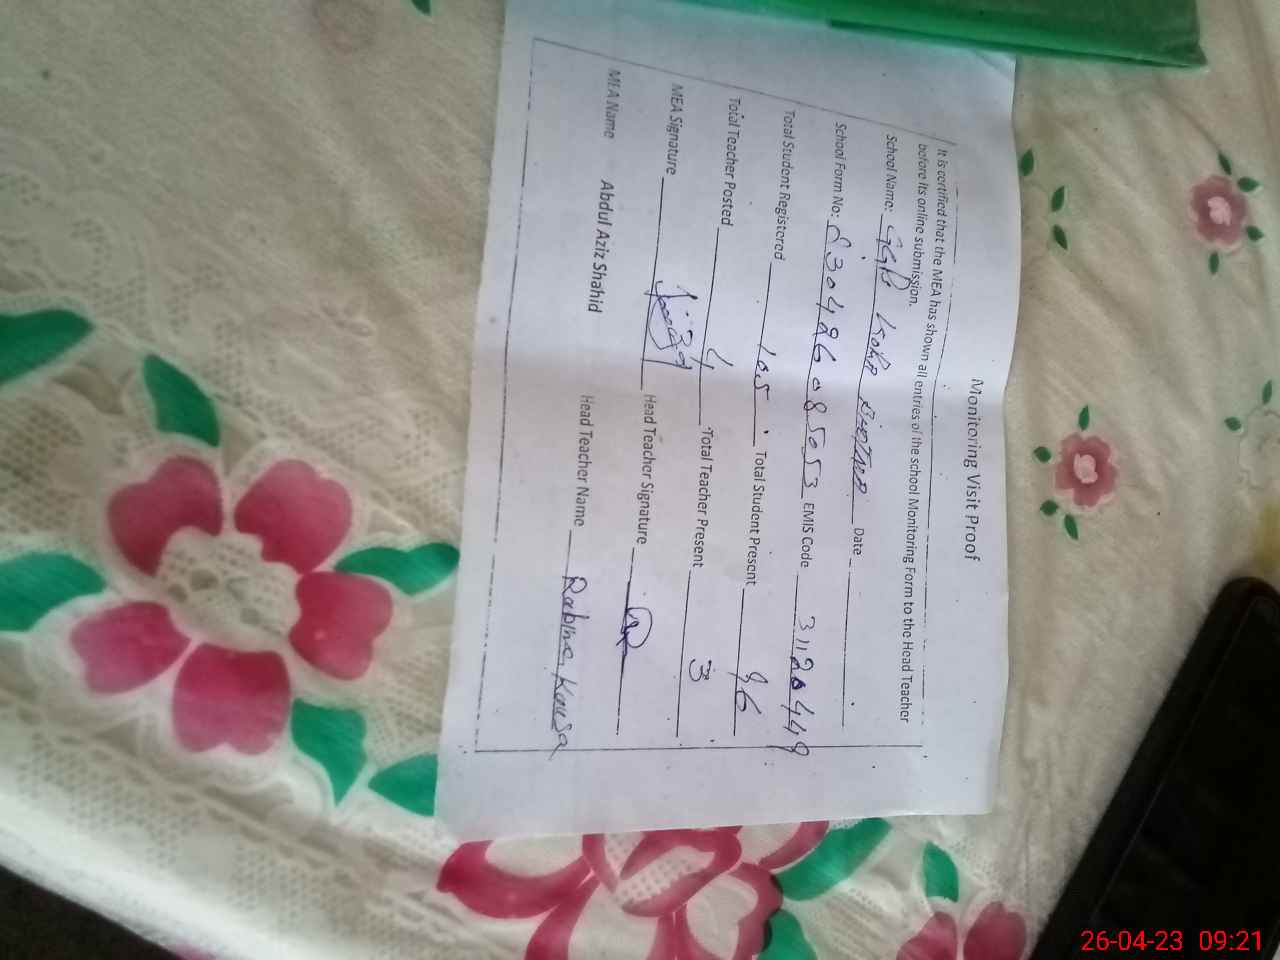 Monitoring Visit Proof
It is certified that the MEA has shown all entries of the school Monitoring Form to the Head Teacher
before its online submission.
School Name: Date
School Form No: EMIS Code 31120449
Total Student Registered 105 Total Student Present 96
Total Teacher Posted 4 Total Teacher Present 3
MEA Signature Head Teacher Signature
MEA Name Abdul Aziz Shahid Head Teacher Name Rabina Kausa
26-04-23 09:21